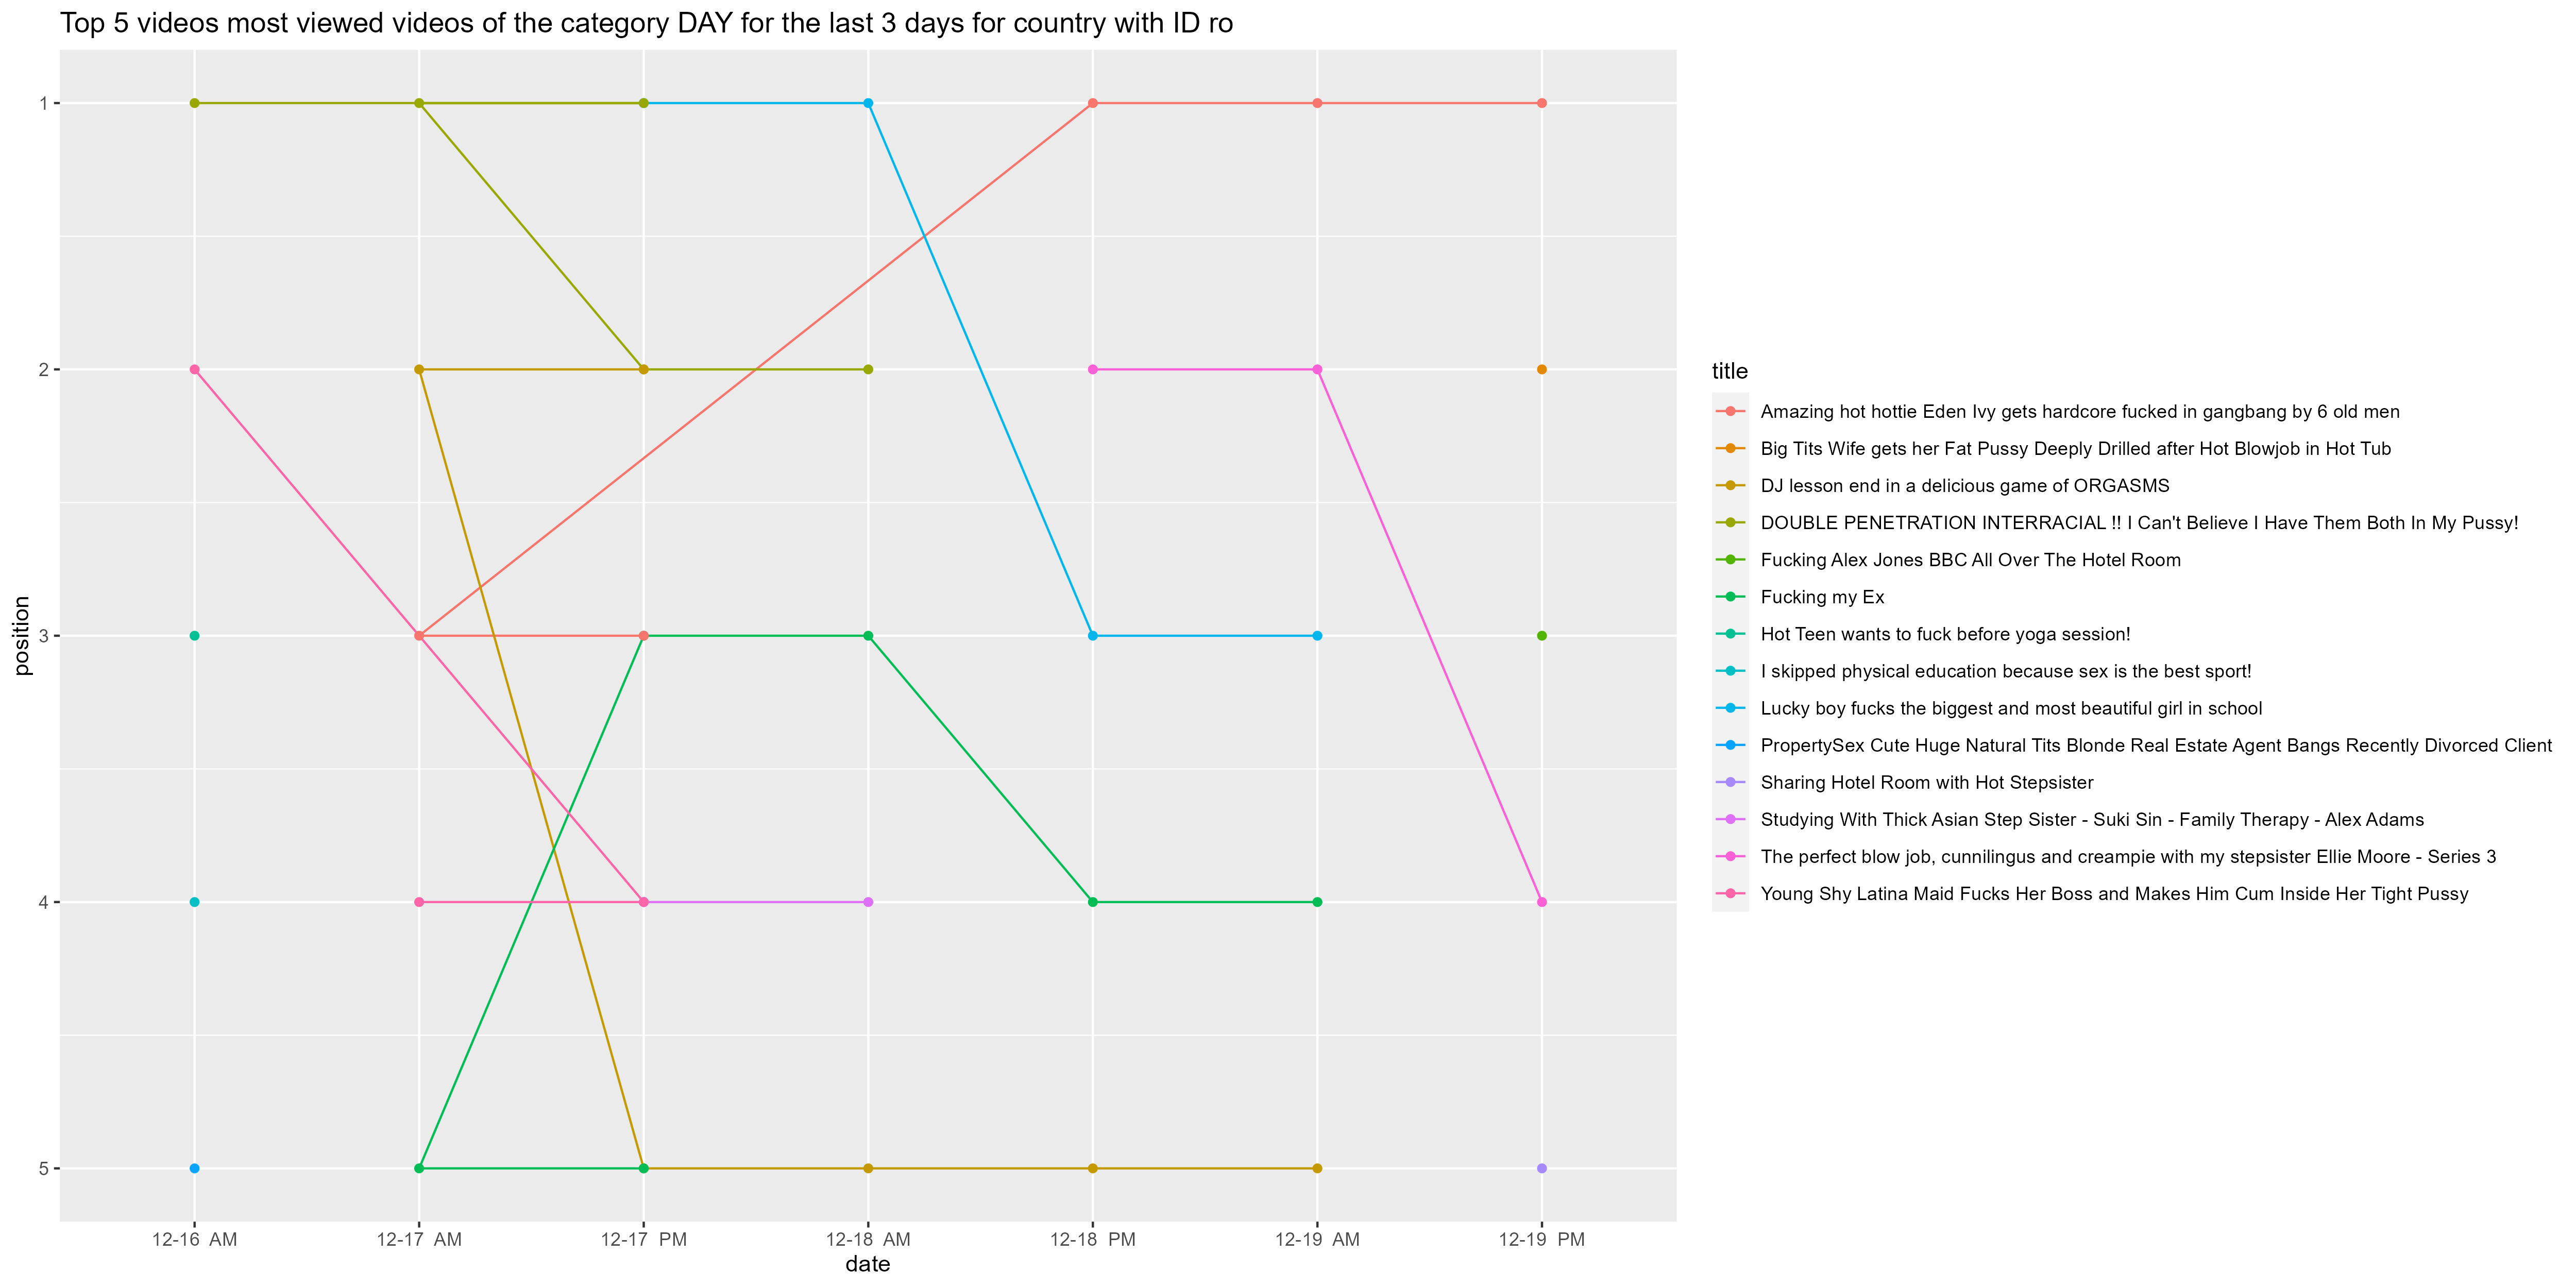 Top 5 videos most viewed videos of the category DAY for the last 3 days for country with ID ro
position
1
2
3
4
5
12-16 AM
12-17 AM
12-17 PM
12-18 AM
12-18 PM
12-19 AM
12-19 PM
date
title
Amazing hot hottie Eden Ivy gets hardcore fucked in gangbang by 6 old men
Big Tits Wife gets her Fat Pussy Deeply Drilled after Hot Blowjob in Hot Tub
DJ lesson end in a delicious game of ORGASMS
DOUBLE PENETRATION INTERRACIAL !! I Can't Believe I Have Them Both In My Pussy!
Fucking Alex Jones BBC All Over The Hotel Room
Fucking my Ex
Hot Teen wants to fuck before yoga session!
I skipped physical education because sex is the best sport!
Lucky boy fucks the biggest and most beautiful girl in school
PropertySex Cute Huge Natural Tits Blonde Real Estate Agent Bangs Recently Divorced Client
Sharing Hotel Room with Hot Stepsister
Studying With Thick Asian Step Sister - Suki Sin - Family Therapy - Alex Adams
The perfect blow job, cunnilingus and creampie with my stepsister Ellie Moore - Series 3
Young Shy Latina Maid Fucks Her Boss and Makes Him Cum Inside Her Tight Pussy